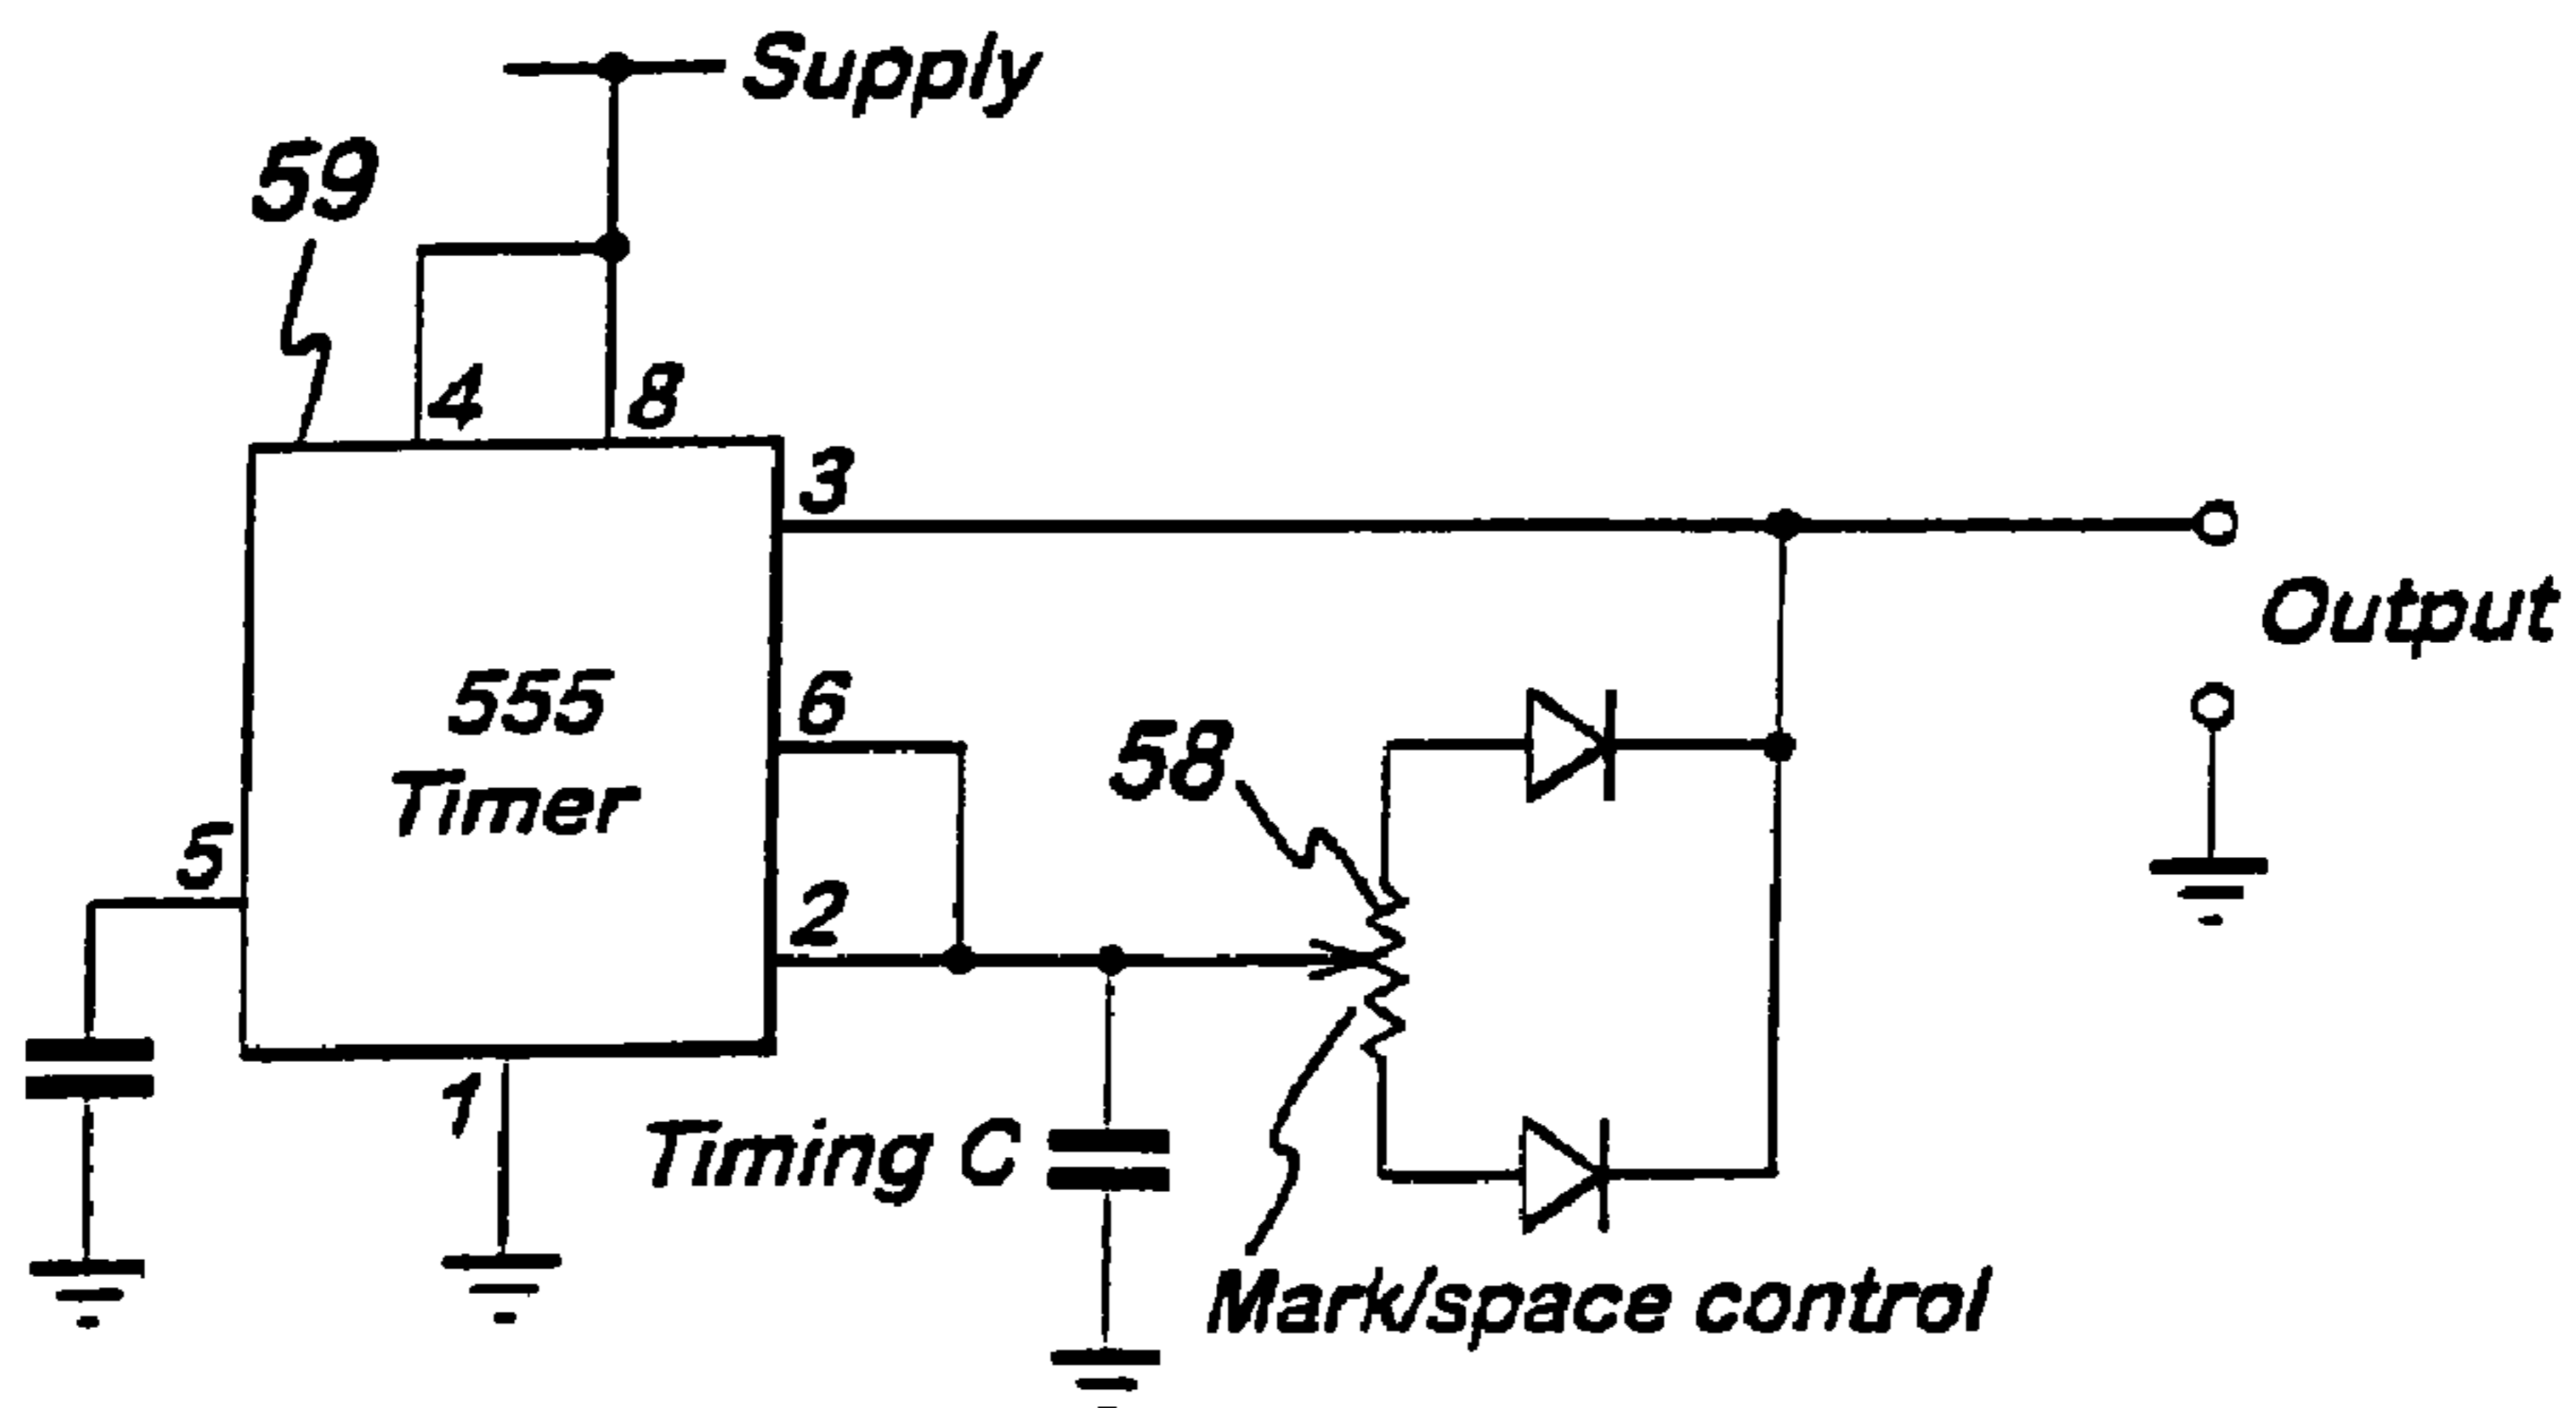 Supply
59
4
8
3
555
Timer
6
Output
58
5
2
1
Timing C
Mark/space control